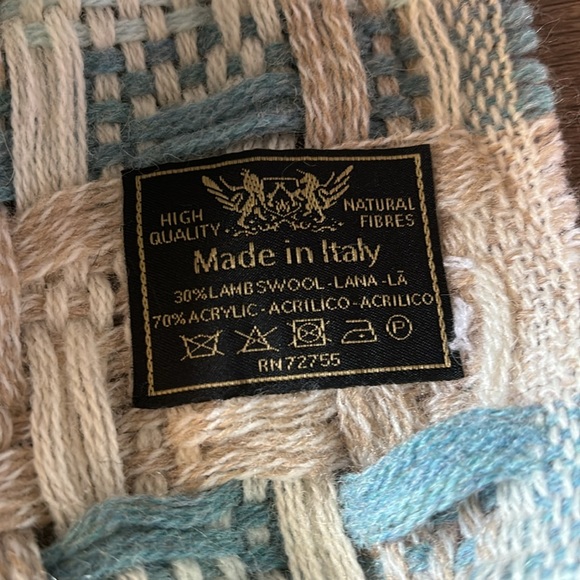 HIGH QUALITY
NATURAL FIBRES
Made in Italy
30% LAMBSWOOL-LANA-LÃ
70% ACRYLIC-ACRILICO-ACRILICO
P
RN72755